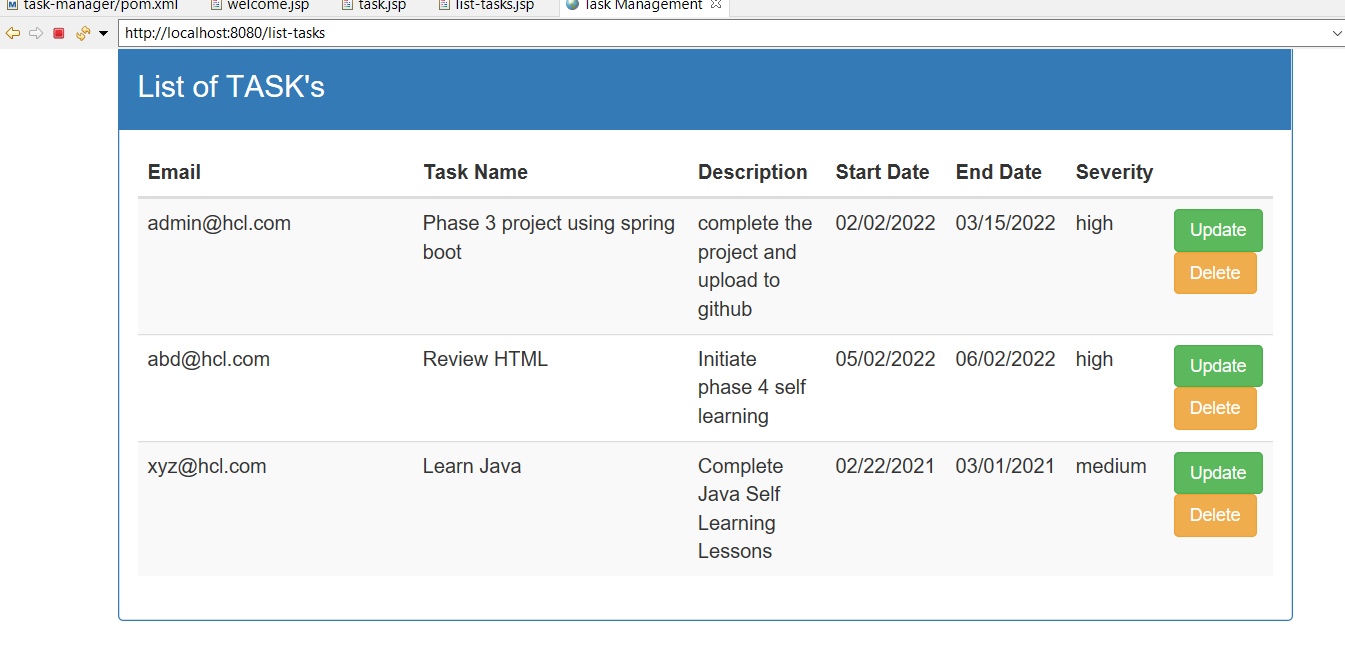 task-manager/pom.xml welcome.jsp task.jsp list-tasks.jsp Task Management
http://localhost:8080/list-tasks
List of TASK's
Email Task Name Description Start Date End Date Severity
admin@hcl.com Phase 3 project using spring complete the 02/02/2022 03/15/2022 high Update
boot project and
upload to Delete
github
abd@hcl.com Review HTML Initiate 05/02/2022 06/02/2022 high Update
phase 4 self
learning Delete
xyz@hcl.com Learn Java Complete 02/22/2021 03/01/2021 medium Update
Java Self
Learning Delete
Lessons